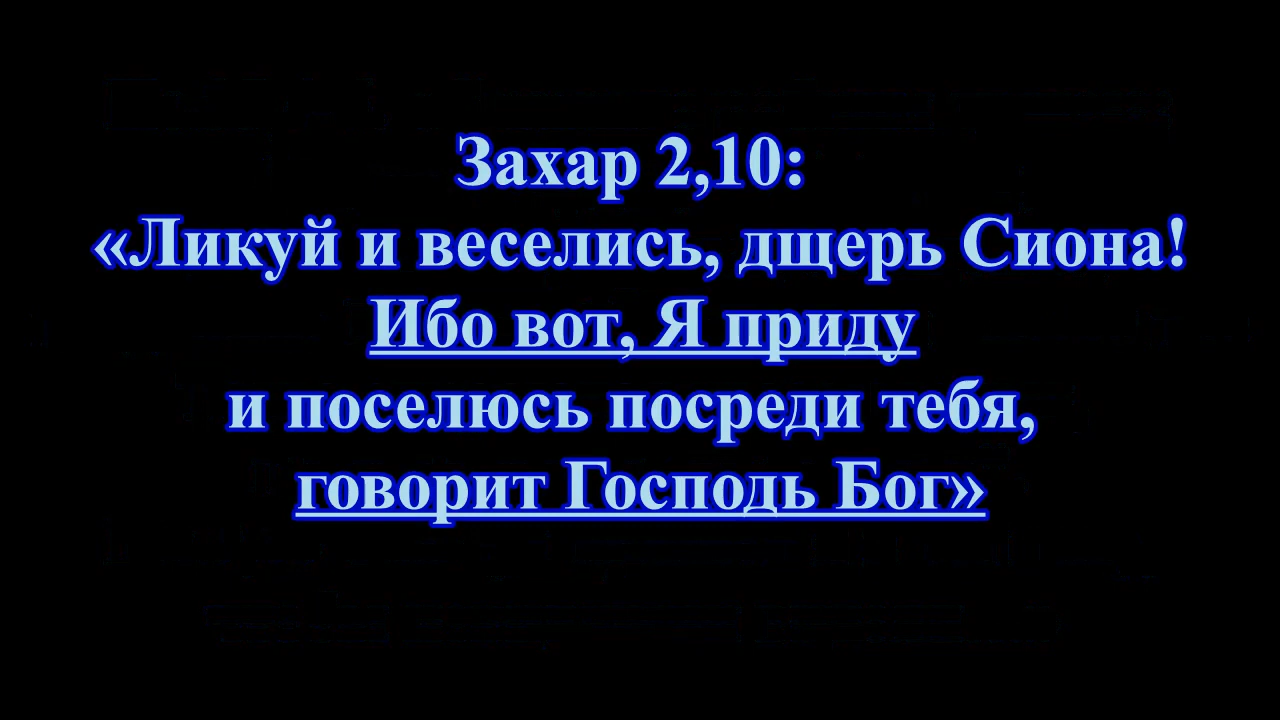 Захар 2,10:
«Ликуй и веселись, дщерь Сиона!
Ибо вот, Я приду
и поселюсь посреди тебя,
говорит Господь Бог»